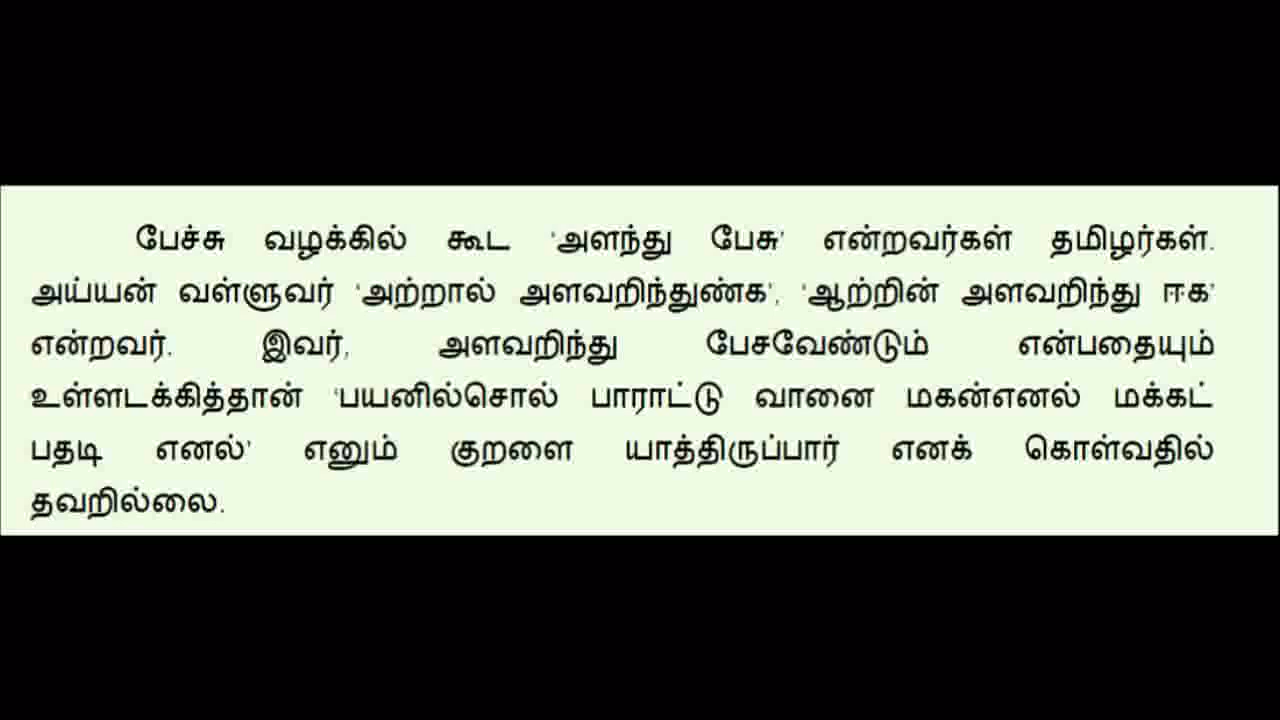 பேச்சு வழக்கில் கூட 'அளந்து பேசு' என்றவர்கள் தமிழர்கள்.
அய்யன் வள்ளுவர் 'அற்றால் அளவறிந்துண்க', 'ஆற்றின் அளவறிந்து ஈக'
என்றவர். இவர், அளவறிந்து பேசவேண்டும் என்பதையும்
உள்ளடக்கித்தான் 'பயனில்சொல் பாராட்டு வானை மகன்எனல் மக்கட்
பதடி எனல்' எனும் குறளை யாத்திருப்பார் எனக் கொள்வதில்
தவறில்லை.